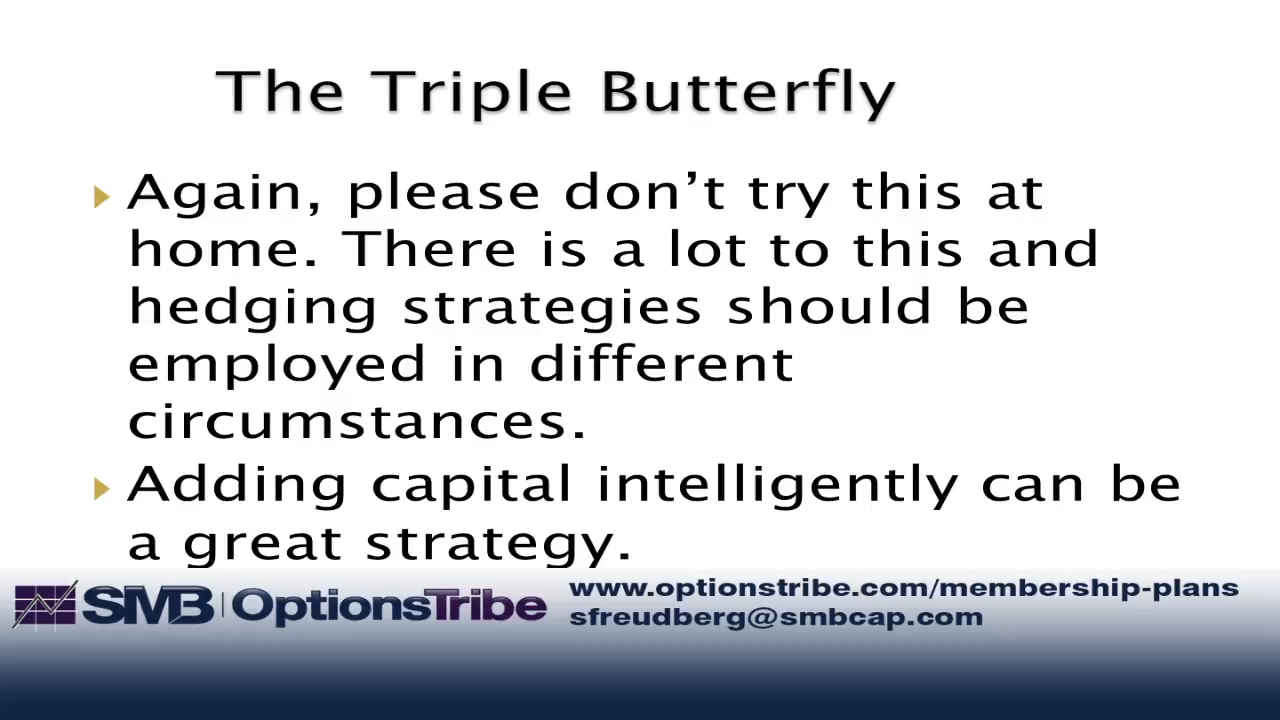 The Triple Butterfly
Again, please don’t try this at
home. There is a lot to this and
hedging strategies should be
employed in different
circumstances.
Adding capital intelligently can be
a great strategy.
SMB OptionsTribe
www.optionstribe.com/membership-plans
sfreudberg@smbcap.com